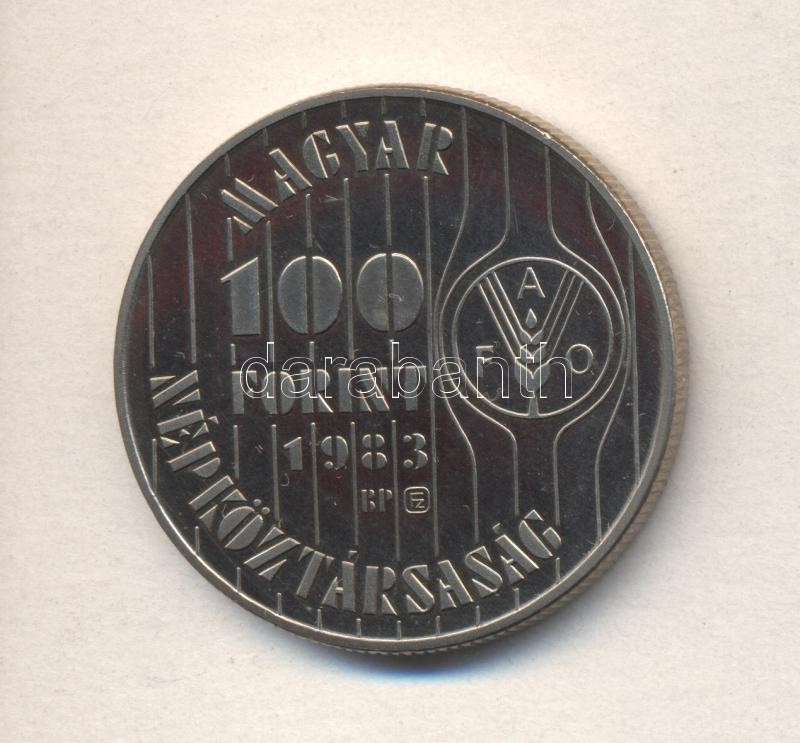 MAGYAR
100
FORINT
1983
BP
NÉPKÖZTÁRSASÁG
FAO
darabanth